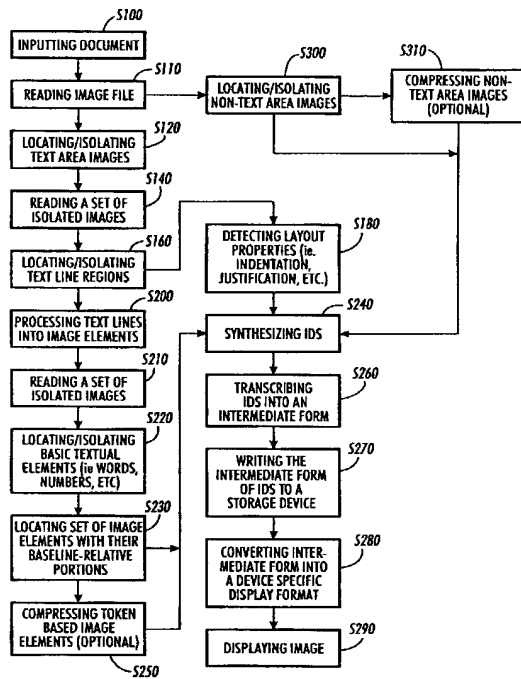 S100
INPUTTING DOCUMENT
S110
READING IMAGE FILE
S120
LOCATING/ISOLATING
TEXT AREA IMAGES
S140
READING A SET OF
ISOLATED IMAGES
S160
LOCATING/ISOLATING
TEXT LINE REGIONS
S200
PROCESSING TEXT LINES
INTO IMAGE ELEMENTS
S210
READING A SET OF
ISOLATED IMAGES
S220
LOCATING/ISOLATING
BASIC TEXTUAL
ELEMENTS (ie WORDS,
NUMBERS, ETC)
S230
LOCATING SET OF IMAGE
ELEMENTS WITH THEIR
BASELINE-RELATIVE
PORTIONS
COMPRESSING TOKEN
BASED IMAGE
ELEMENTS (OPTIONAL)
S250
S300
LOCATING/ISOLATING
NON-TEXT AREA IMAGES
S310
COMPRESSING NON-
TEXT AREA IMAGES
(OPTIONAL)
S180
DETECTING LAYOUT
PROPERTIES (ie.
INDENTATION,
JUSTIFICATION, ETC.)
S240
SYNTHESIZING IDS
S260
TRANSCRIBING
IDS INTO AN
INTERMEDIATE FORM
S270
WRITING THE
INTERMEDIATE FORM
OF IDS TO A
STORAGE DEVICE
S280
CONVERTING INTER-
MEDIATE FORM INTO
A DEVICE SPECIFIC
DISPLAY FORMAT
S290
DISPLAYING IMAGE